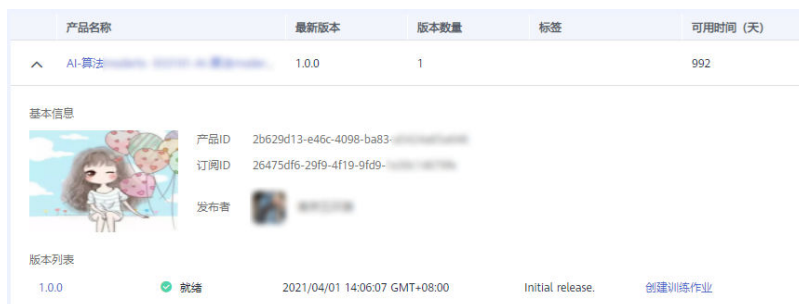 产品名称 最新版本 版本数量 标签 可用时间（天）
AI-算法 1.0.0 1 992
基本信息
产品ID 2b629d13-e46c-4098-ba83-
订阅ID 26475df6-29f9-4f19-9fd9-
发布者
版本列表
1.0.0 就绪 2021/04/01 14:06:07 GMT+08:00 Initial release. 创建训练作业